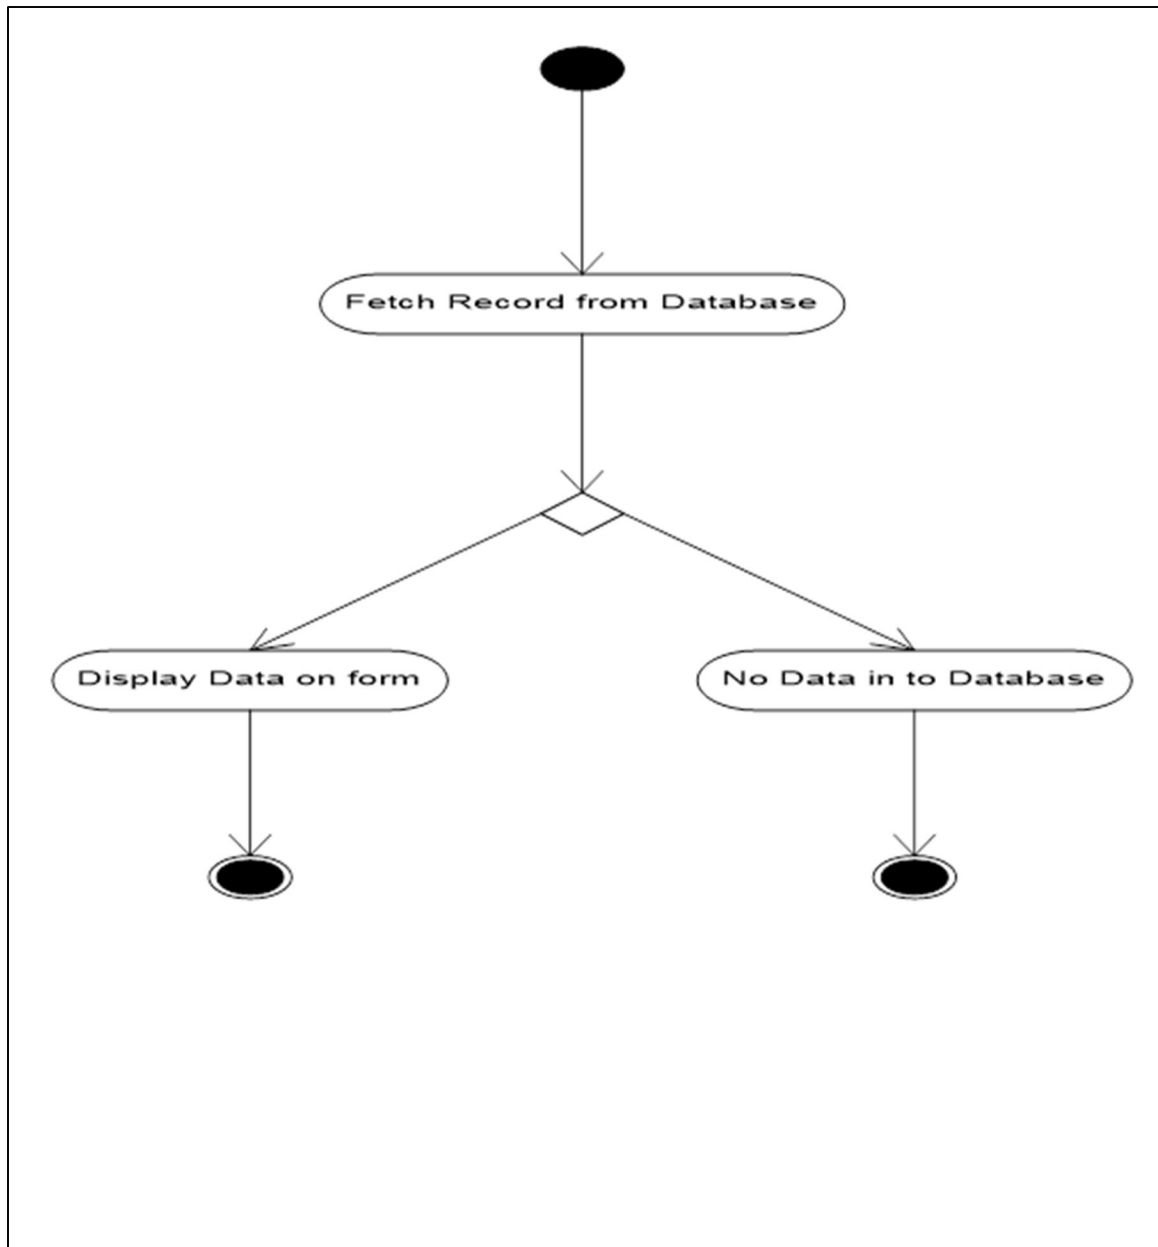 Fetch Record from Database
Display Data on form
No Data in to Database